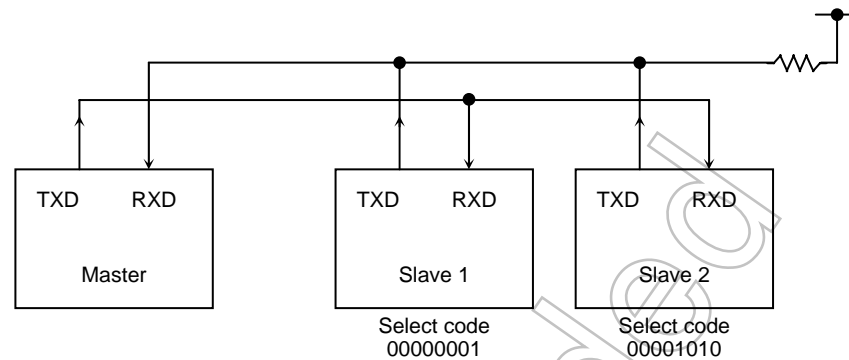 TXD RXD TXD RXD TXD RXD
Master Slave 1 Slave 2
Select code Select code
00000001 00001010